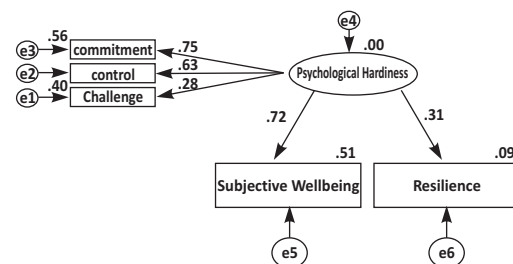 e4
.00
e3
.56
commitment
.75
e2
control
.63
e1
.40
Challenge
.28
Psychological Hardiness
.72
.31
.51
.09
Subjective Wellbeing
Resilience
e5
e6